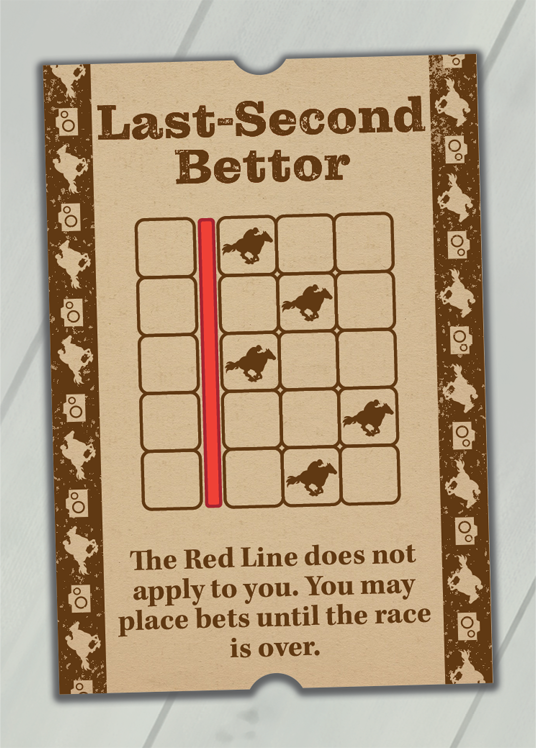 Last-Second
Bettor
The Red Line does not
apply to you. You may
place bets until the race
is over.